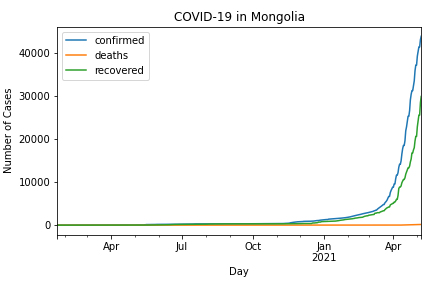 COVID-19 in Mongolia
confirmed
deaths
recovered
Number of Cases
40000
30000
20000
10000
0
Apr
Jul
Oct
Jan
2021
Apr
Day